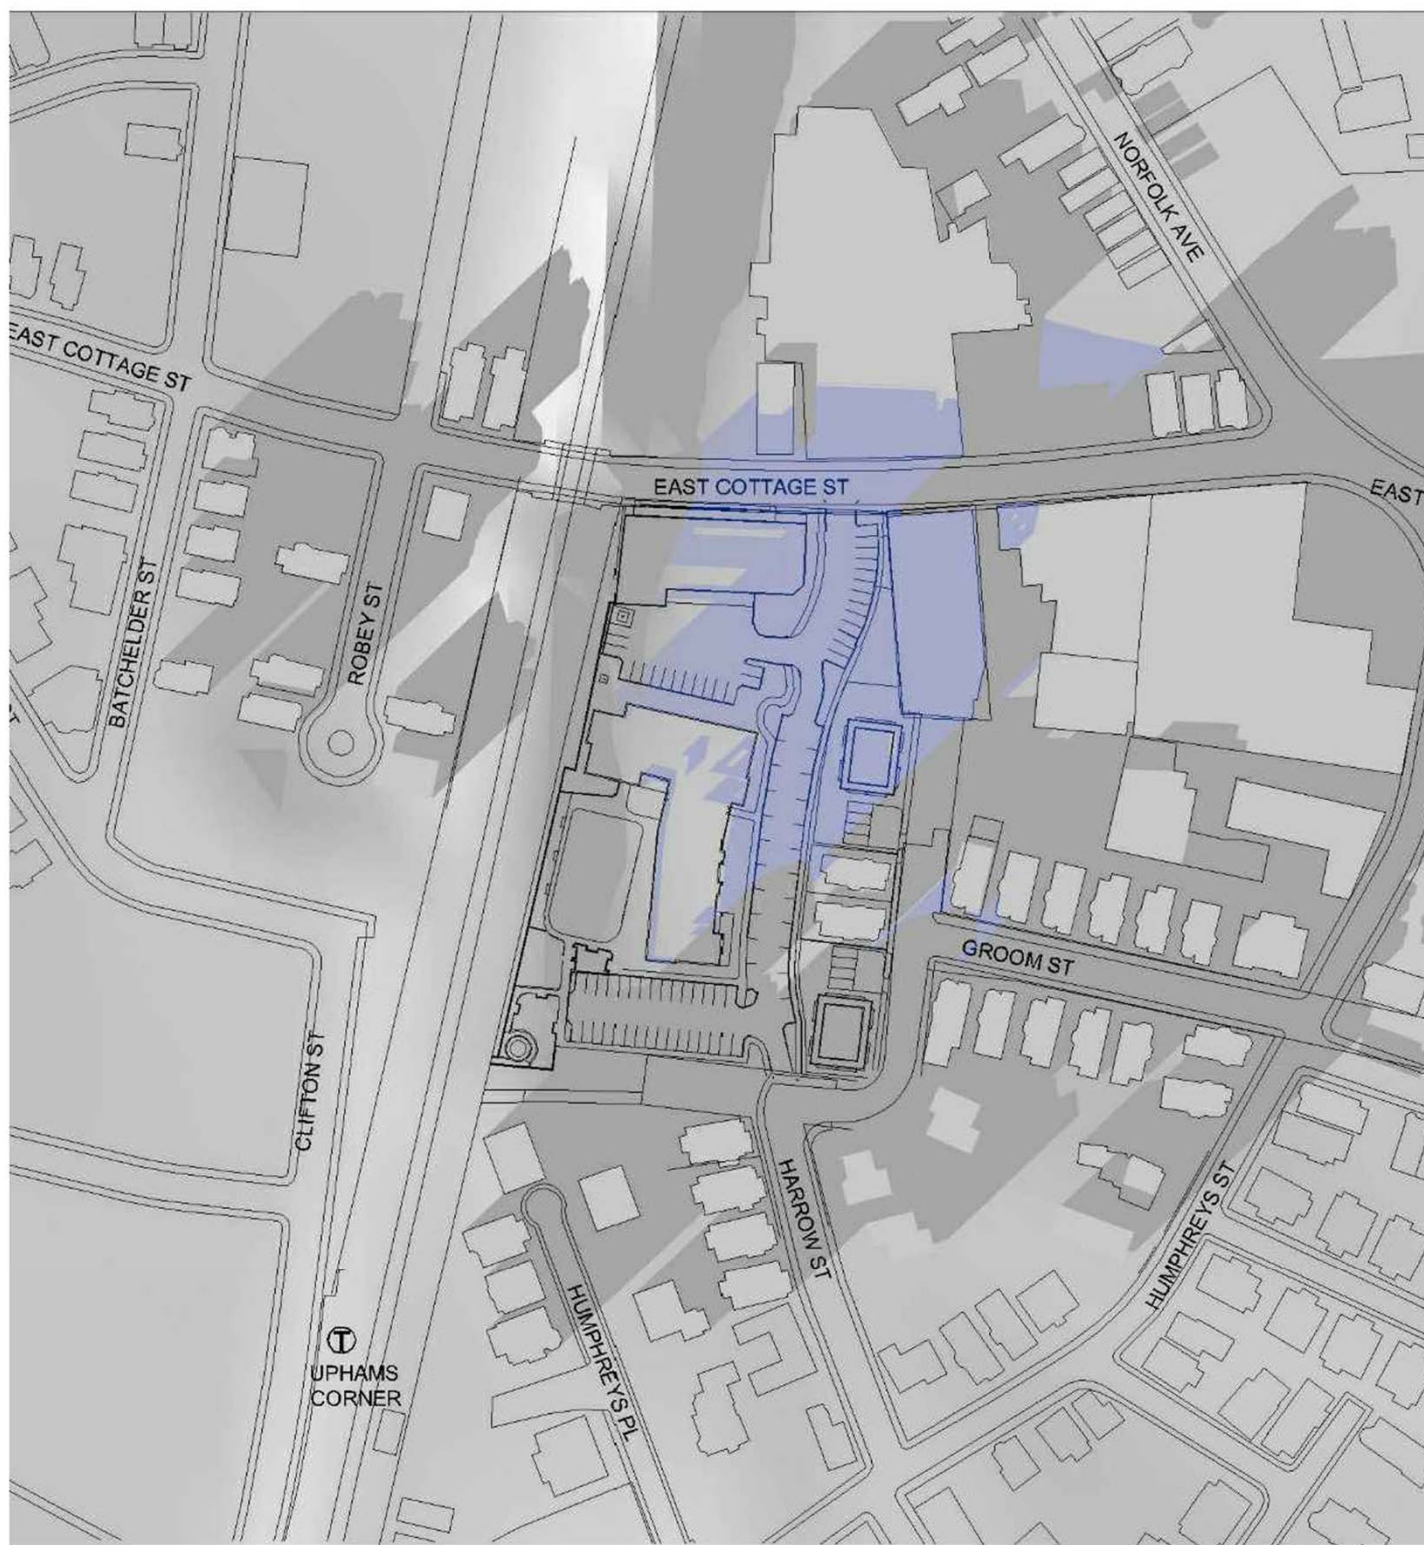 NORFOLK AVE
EAST COTTAGE ST
EAST COTTAGE ST
EAST
BATCHELDER ST
ROBEY ST
GROOM ST
CLIFTON ST
HARROW ST
HUMPHREYS ST
HUMPHREYS PL
T
UPHAMS
CORNER
ST